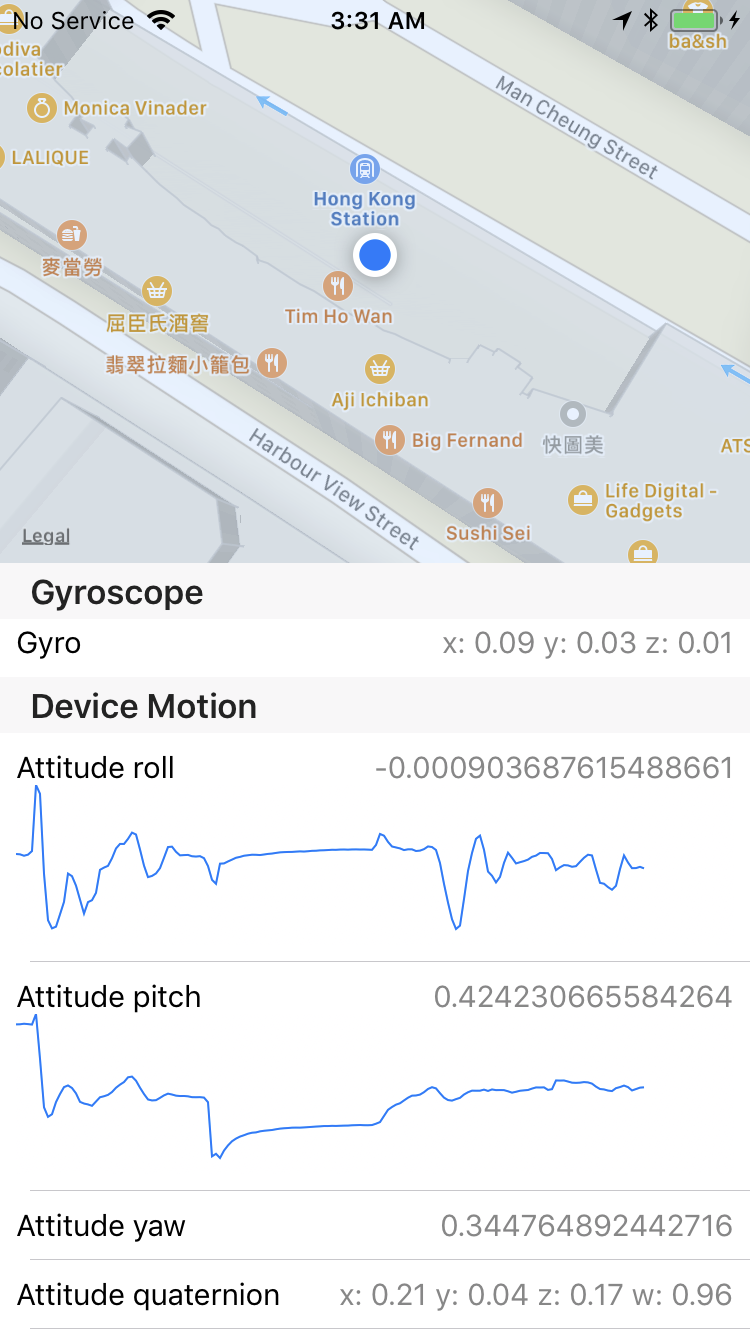 No Service
3:31 AM
odiva
colatier
ba&sh
Monica Vinader
Man Cheung Street
LALIQUE
Hong Kong
Station
麥當勞
Tim Ho Wan
屈臣氏酒窖
翡翠拉麵小籠包
Aji Ichiban
Big Fernand
快圖美
ATS
Harbour View Street
Life Digital -
Gadgets
Sushi Sei
Legal
Gyroscope
Gyro x: 0.09 y: 0.03 z: 0.01
Device Motion
Attitude roll -0.000903687615488661
Attitude pitch 0.424230665584264
Attitude yaw 0.344764892442716
Attitude quaternion x: 0.21 y: 0.04 z: 0.17 w: 0.96